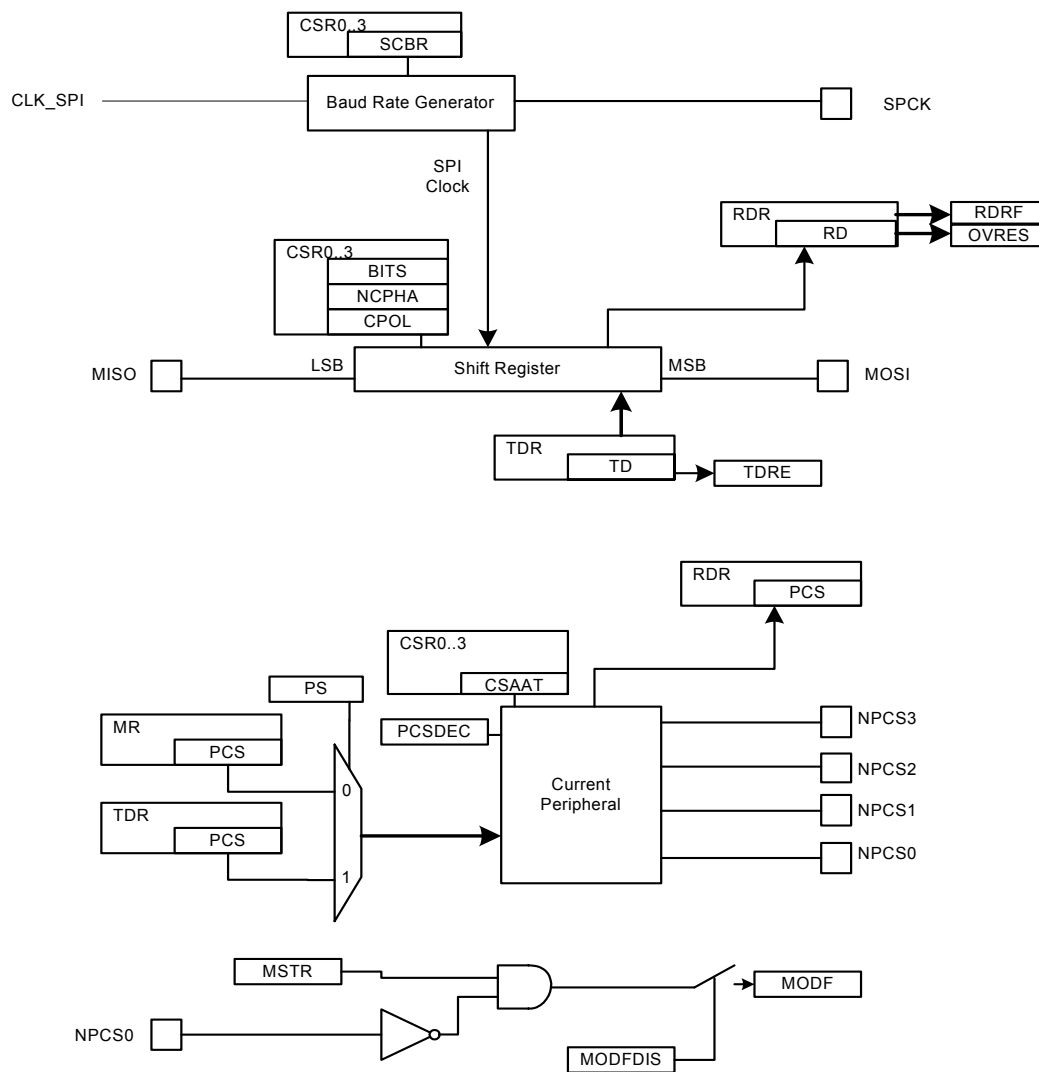 CSR0..3
SCBR
CLK_SPI
Baud Rate Generator
SPCK
SPI
Clock
RDR
RD
RDRF
OVRES
CSR0..3
BITS
NCPHA
CPOL
MISO
LSB
Shift Register
MSB
MOSI
TDR
TD
TDRE
RDR
PCS
CSR0..3
CSAAT
PS
PCSDEC
MR
PCS
0
TDR
PCS
1
Current
Peripheral
NPCS3
NPCS2
NPCS1
NPCS0
MSTR
MODF
NPCS0
MODFDIS